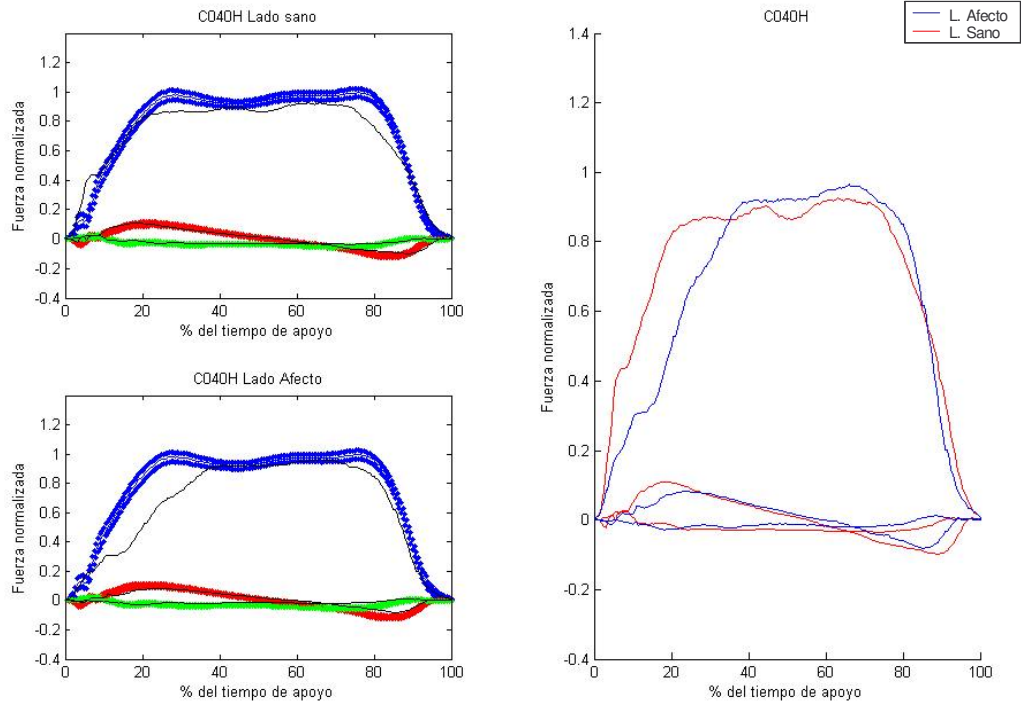 C040H Lado sano
Fuerza normalizada
1.2
1
0.8
0.6
0.4
0.2
0
-0.2
-0.4
0 20 40 60 80 100
% del tiempo de apoyo
C040H Lado Afecto
Fuerza normalizada
1.2
1
0.8
0.6
0.4
0.2
0
-0.2
-0.4
0 20 40 60 80 100
% del tiempo de apoyo
C040H
L. Afecto
L. Sano
Fuerza normalizada
1.4
1.2
1
0.8
0.6
0.4
0.2
0
-0.2
-0.4
0 20 40 60 80 100
% del tiempo de apoyo